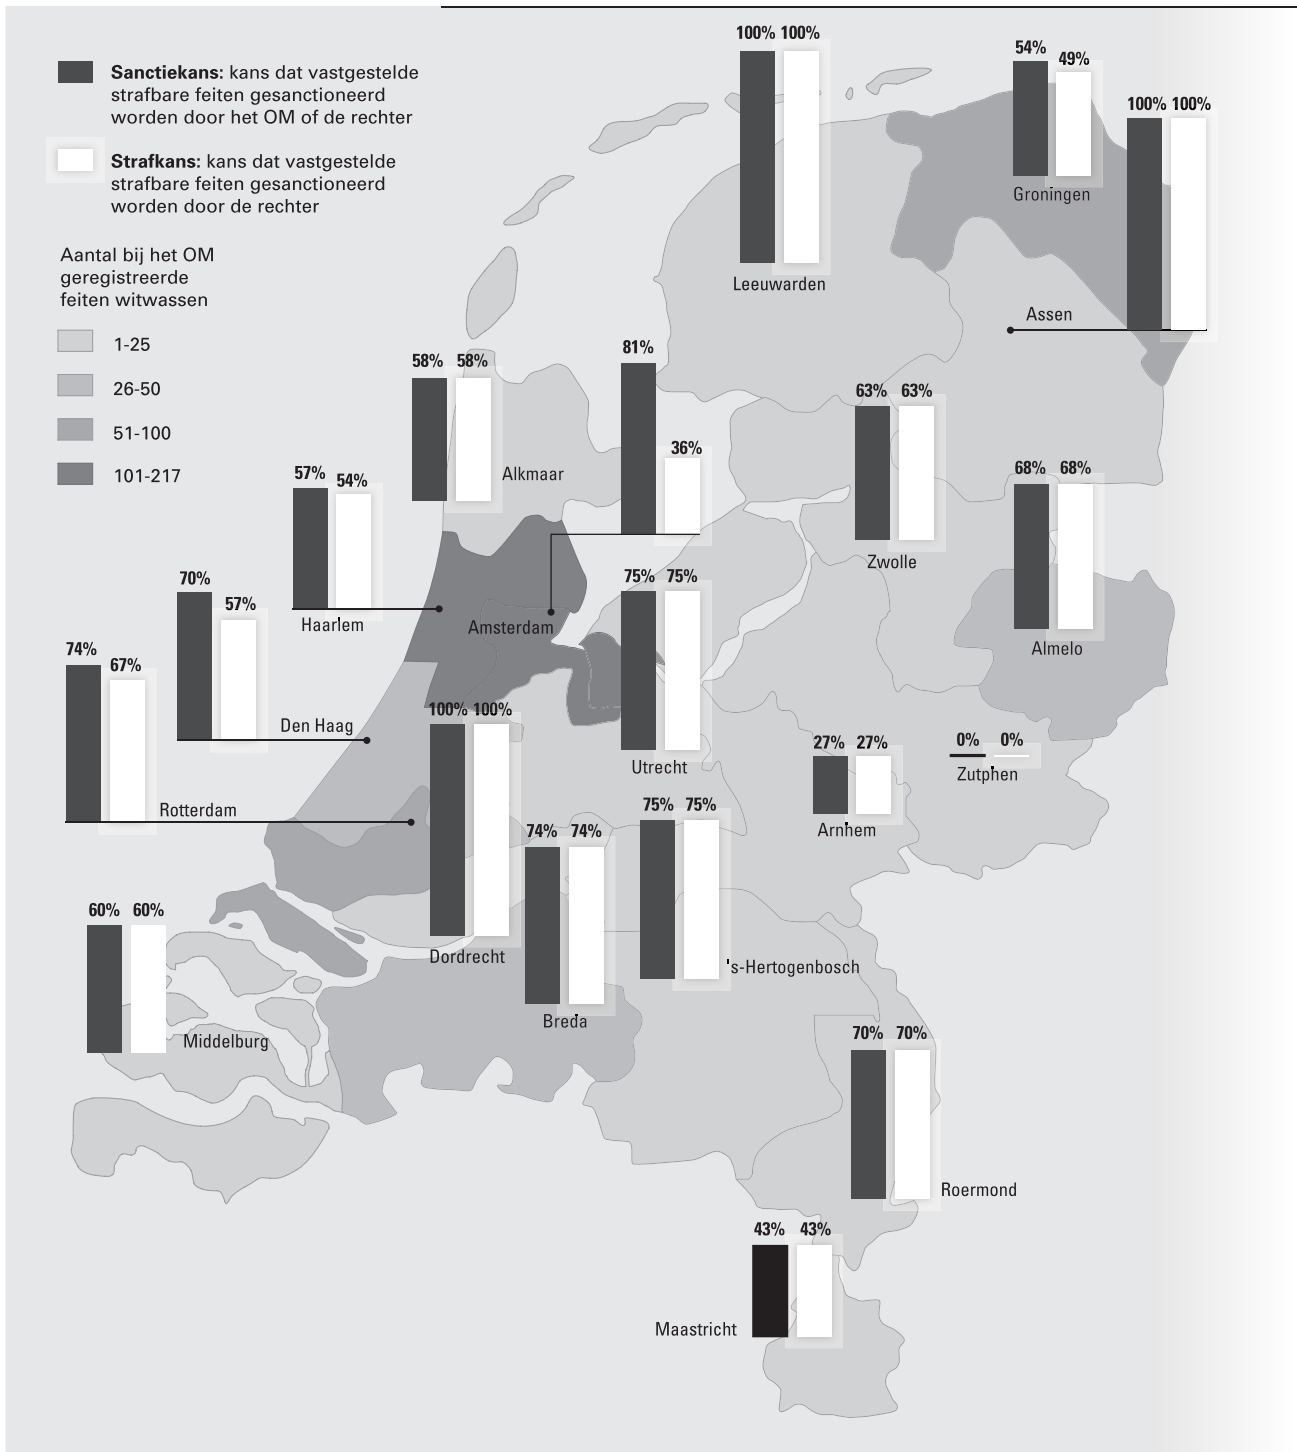 Sanctiekans: kans dat vastgestelde
strafbare feiten gesanctioneerd
worden door het OM of de rechter
Strafkans: kans dat vastgestelde
strafbare feiten gesanctioneerd
worden door de rechter
Aantal bij het OM
geregistreerde
feiten witwassen
1-25
26-50
51-100
101-217
100% 100%
Leeuwarden
54% 49%
Groningen
100% 100%
Assen
58% 58%
Alkmaar
81% 36%
Amsterdam
63% 63%
Zwolle
68% 68%
Almelo
57% 54%
Haarlem
70% 57%
Den Haag
74% 67%
Rotterdam
75% 75%
Utrecht
100% 100%
Dordrecht
27% 27%
Arnhem
0% 0%
Zutphen
74% 74%
Breda
75% 75%
's-Hertogenbosch
60% 60%
Middelburg
70% 70%
Roermond
43% 43%
Maastricht